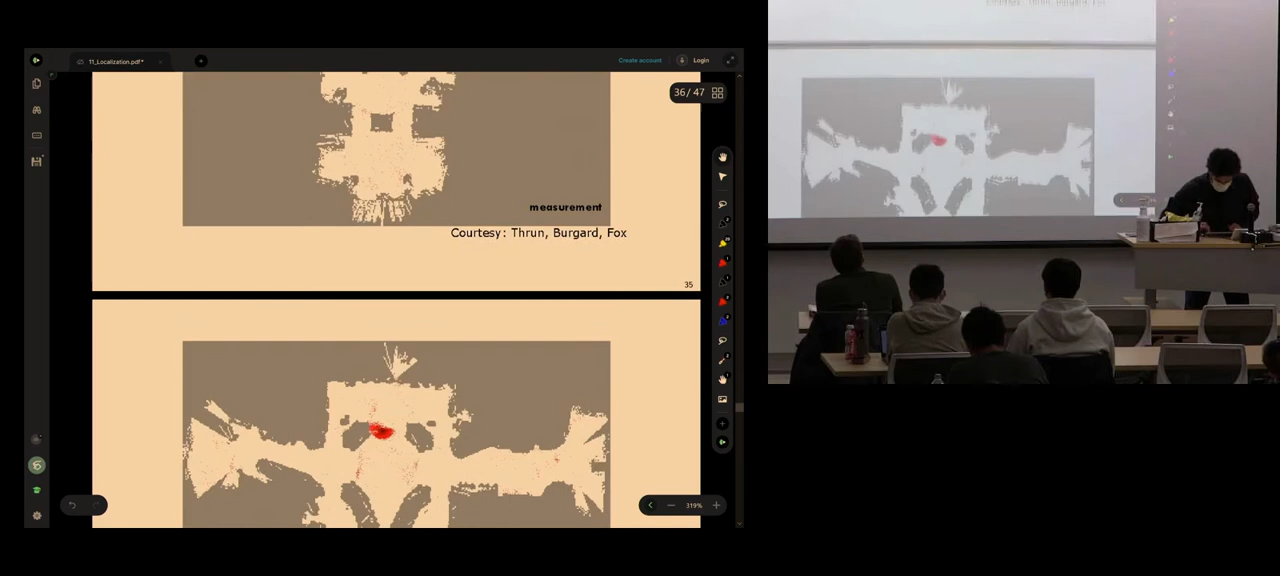 11_Localization.pdf*
Create account
Login
36 / 47
measurement
Courtesy: Thrun, Burgard, Fox
35
319%